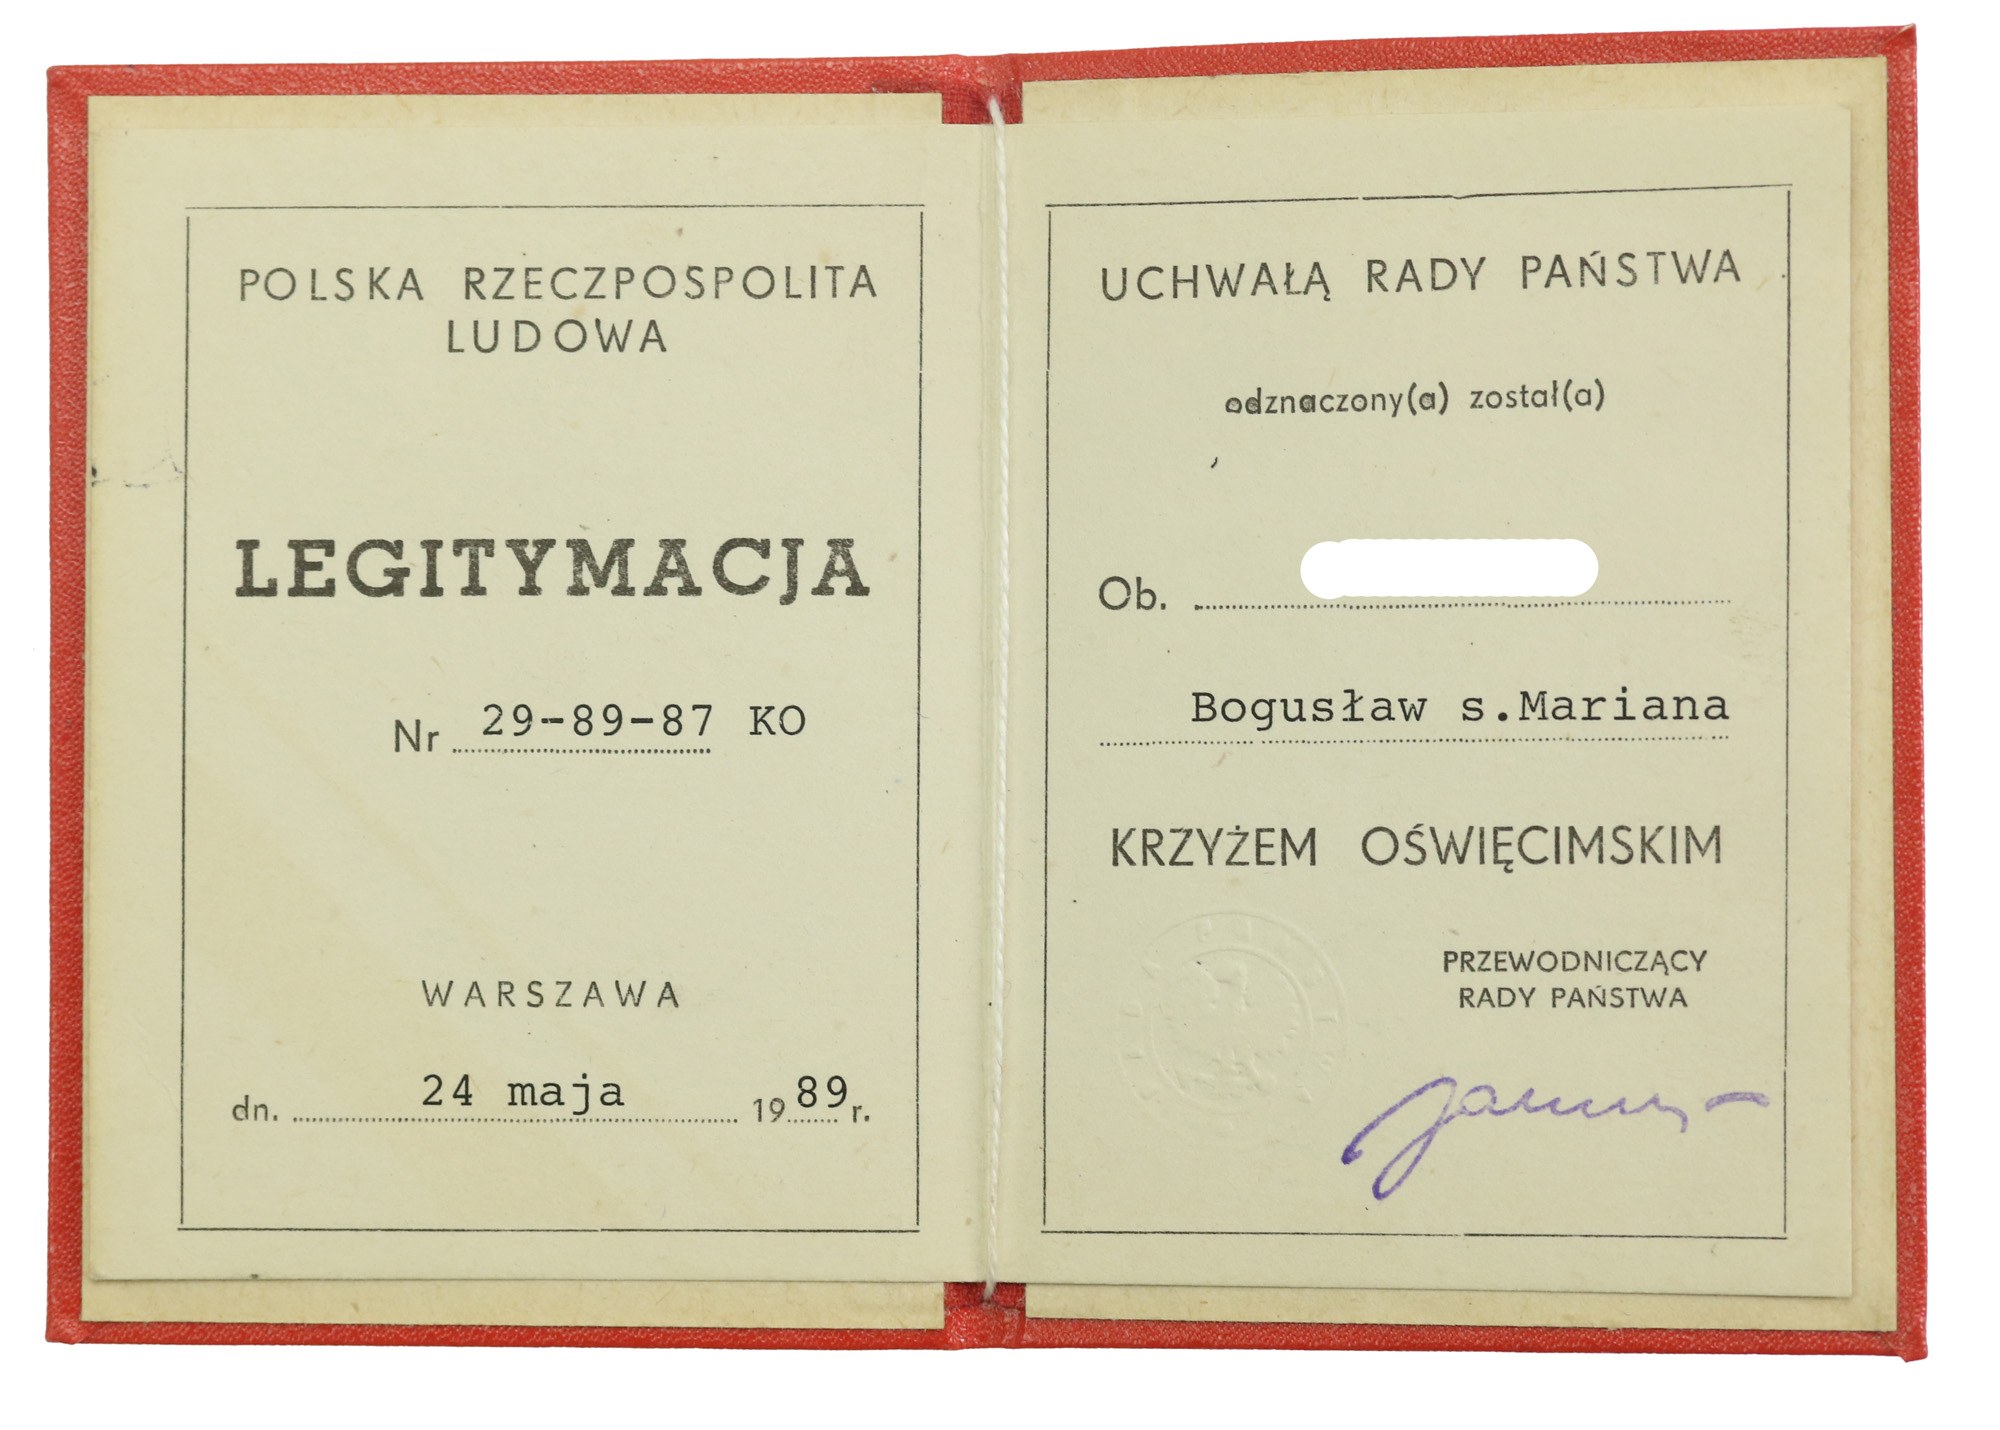 POLSKA RZECZPOSPOLITA
LUDOWA
LEGITYMACJA
Nr 29-89-87 KO
WARSZAWA
dn. 24 maja 1989 r.
UCHWAŁĄ RADY PAŃSTWA
odznaczony(a) został(a)
Ob.
Bogusław s.Mariana
KRZYŻEM OŚWIĘCIMSKIM
PRZEWODNICZĄCY
RADY PAŃSTWA